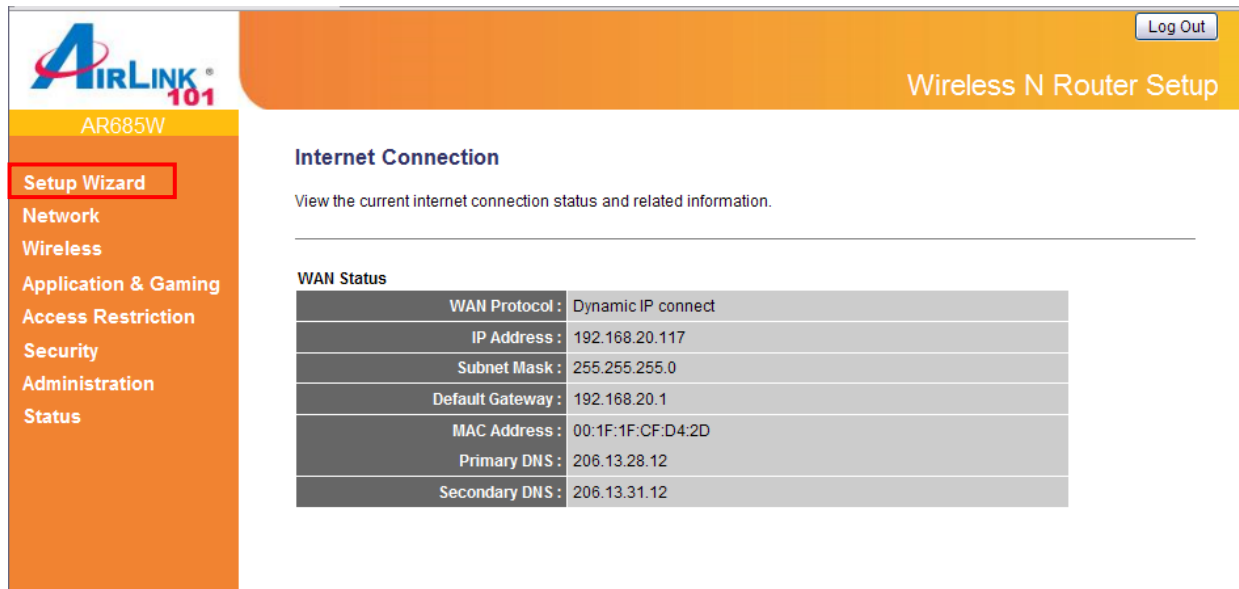 Log Out
AIRLINK® 101
Wireless N Router Setup
AR685W
Setup Wizard
Network
Wireless
Application & Gaming
Access Restriction
Security
Administration
Status
Internet Connection
View the current internet connection status and related information.
WAN Status
WAN Protocol : Dynamic IP connect
IP Address : 192.168.20.117
Subnet Mask : 255.255.255.0
Default Gateway : 192.168.20.1
MAC Address : 00:1F:1F:CF:D4:2D
Primary DNS : 206.13.28.12
Secondary DNS : 206.13.31.12